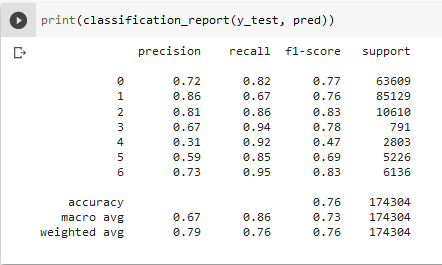 print(classification_report(y_test, pred))
precision recall f1-score support
0 0.72 0.82 0.77 63609
1 0.86 0.67 0.76 85129
2 0.81 0.86 0.83 10610
3 0.67 0.94 0.78 791
4 0.31 0.92 0.47 2803
5 0.59 0.85 0.69 5226
6 0.73 0.95 0.83 6136
accuracy 0.76 174304
macro avg 0.67 0.86 0.73 174304
weighted avg 0.79 0.76 0.76 174304